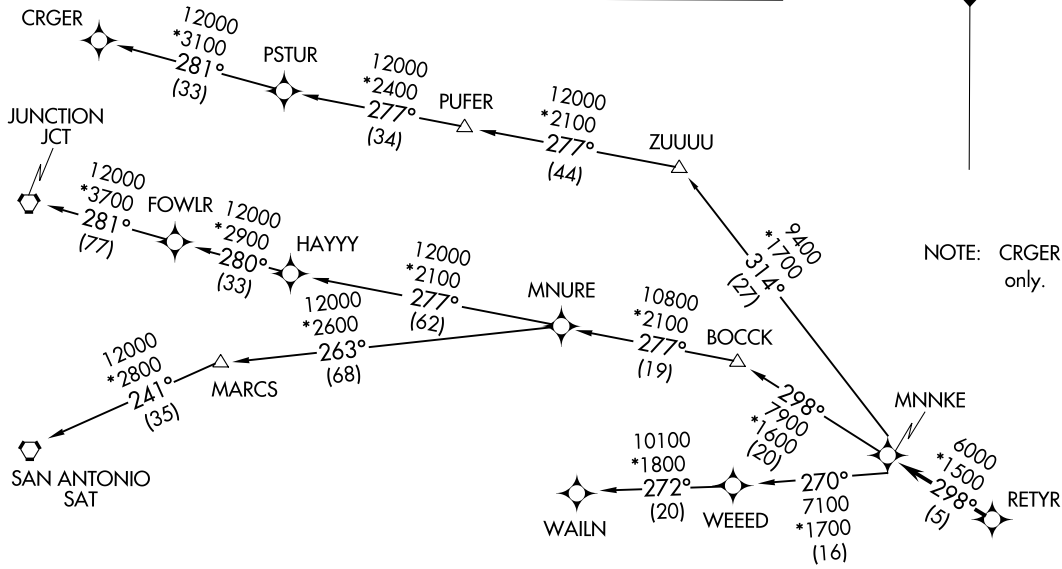 CRGER
12000
*3100
281°
(33)
PSTUR
12000
*2400
277°
(34)
PUFER
12000
*2100
277°
(44)
ZUUUU
9400
*1700
314°
(27)
JUNCTION
JCT
12000
*3700
281°
(77)
FOWLR
12000
*2900
280°
(33)
HAYYY
12000
*2100
277°
(62)
MNURE
10800
*2100
277°
(19)
BOCCK
298°
7900
*1600
(20)
NOTE: CRGER
only.
12000
*2600
263°
(68)
MARCS
12000
*2800
241°
(35)
SAN ANTONIO
SAT
MNNKE
6000
*1500
298°
(5)
RETYR
270°
7100
*1700
(16)
WEEED
10100
*1800
272°
(20)
WAILN